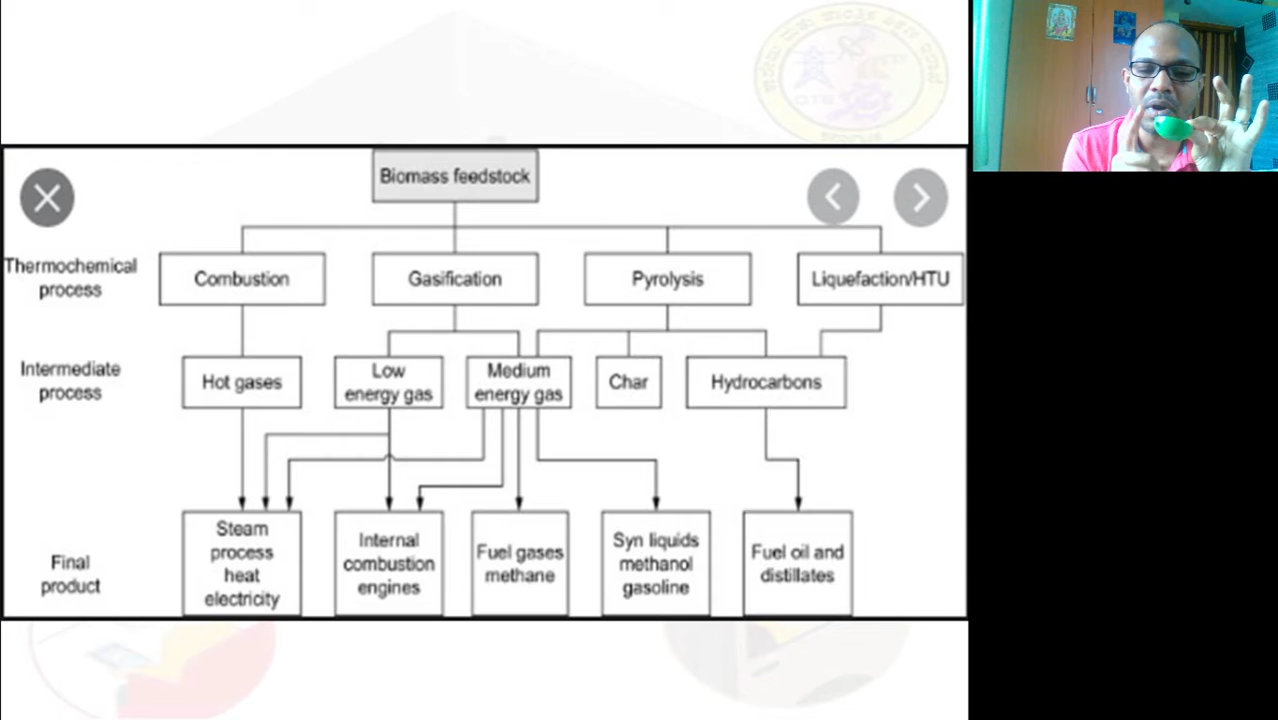 Biomass feedstock
Thermochemical
process
Combustion
Gasification
Pyrolysis
Liquefaction/HTU
Intermediate
process
Hot gases
Low
energy gas
Medium
energy gas
Char
Hydrocarbons
Final
product
Steam
process
heat
electricity
Internal
combustion
engines
Fuel gases
methane
Syn liquids
methanol
gasoline
Fuel oil and
distillates